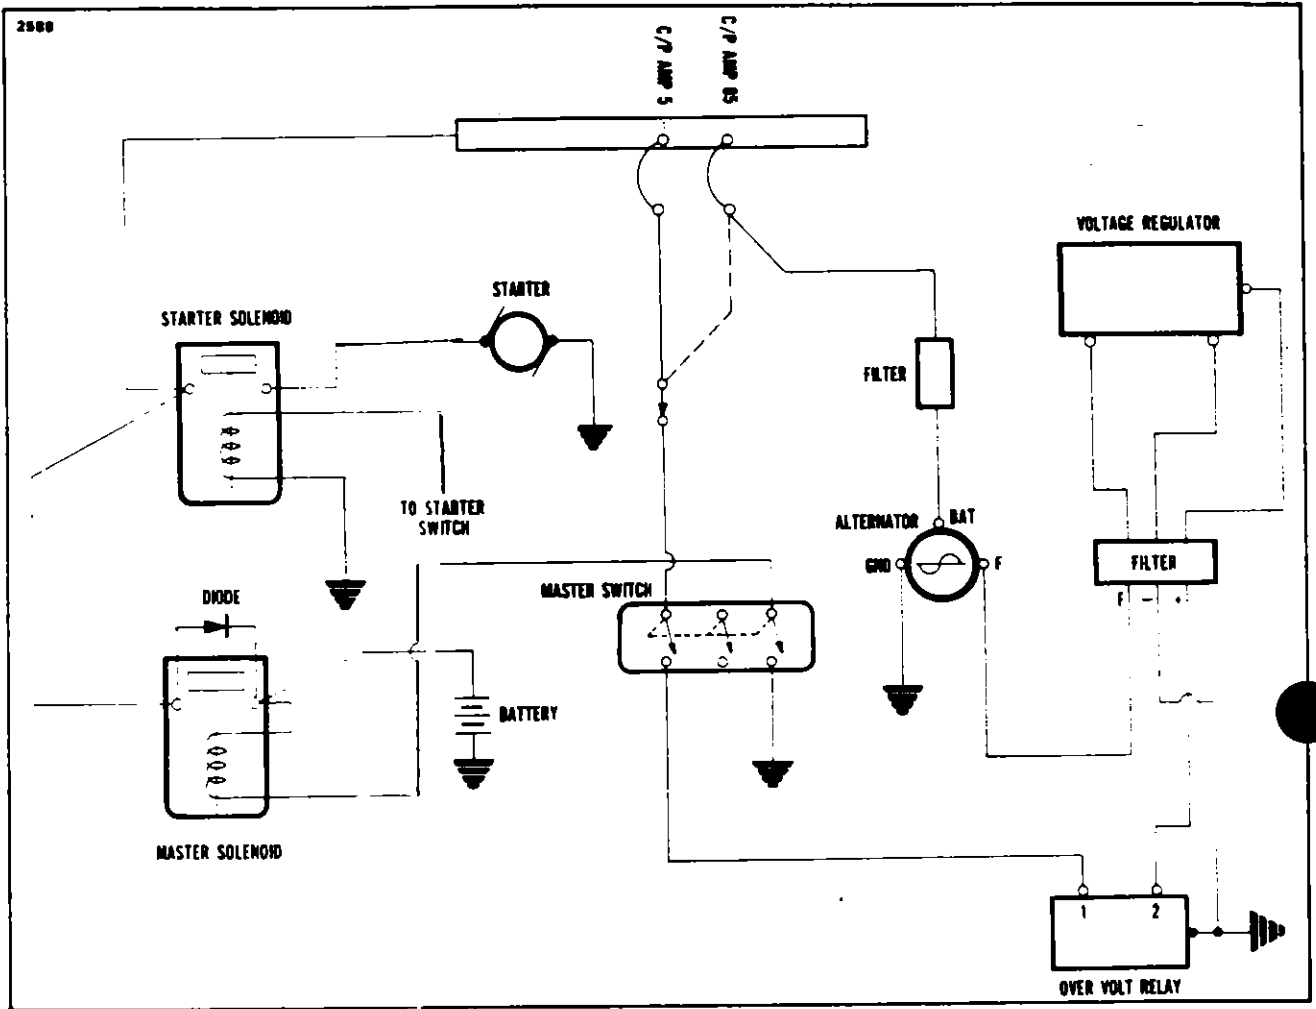 2588
C/P AMP 5
C/P AMP 85
VOLTAGE REGULATOR
STARTER
STARTER SOLENOID
FILTER
TO STARTER
SWITCH
ALTERNATOR
BAT
GND
F
FILTER
F - +
MASTER SWITCH
DIODE
BATTERY
MASTER SOLENOID
1 2
OVER VOLT RELAY